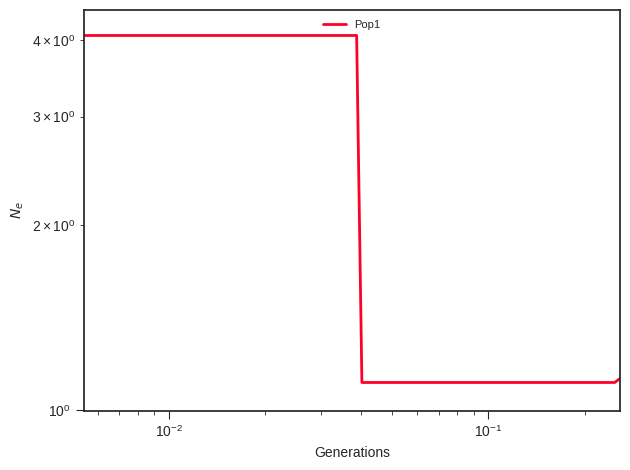 Pop1
4 × 10⁰
3 × 10⁰
2 × 10⁰
10⁰
Nₑ
10⁻²
10⁻¹
Generations